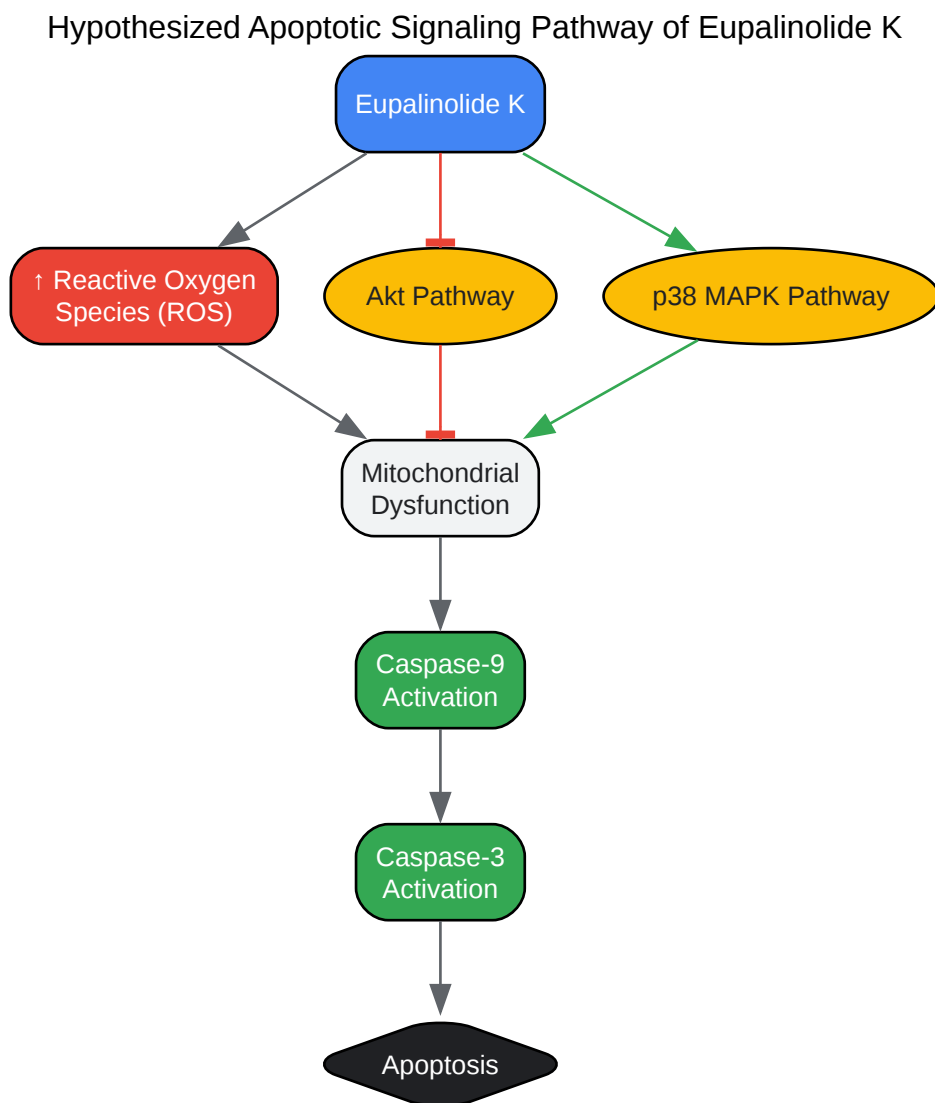 Hypothesized Apoptotic Signaling Pathway of Eupalinolide K
Eupalinolide K
↑ Reactive Oxygen
Species (ROS)
Akt Pathway
p38 MAPK Pathway
Mitochondrial
Dysfunction
Caspase-9
Activation
Caspase-3
Activation
Apoptosis